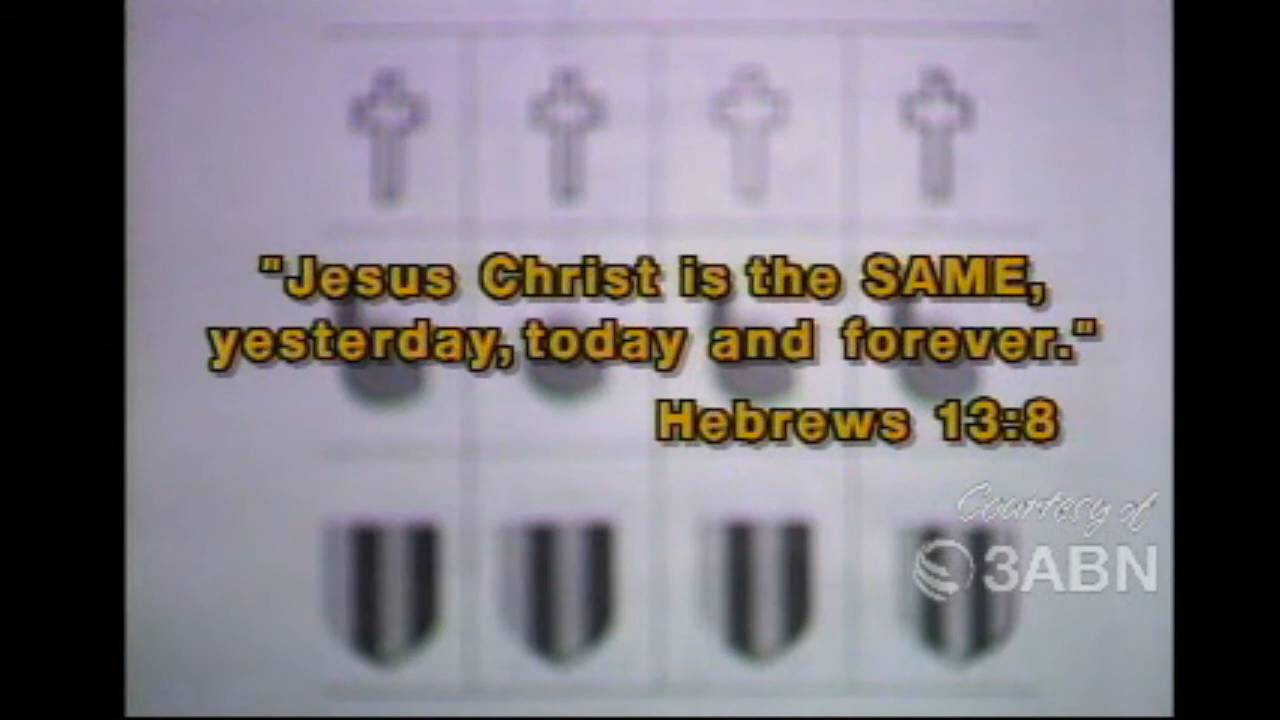 "Jesus Christ is the SAME,
yesterday, today and forever."
Hebrews 13:8
Courtesy of
3ABN